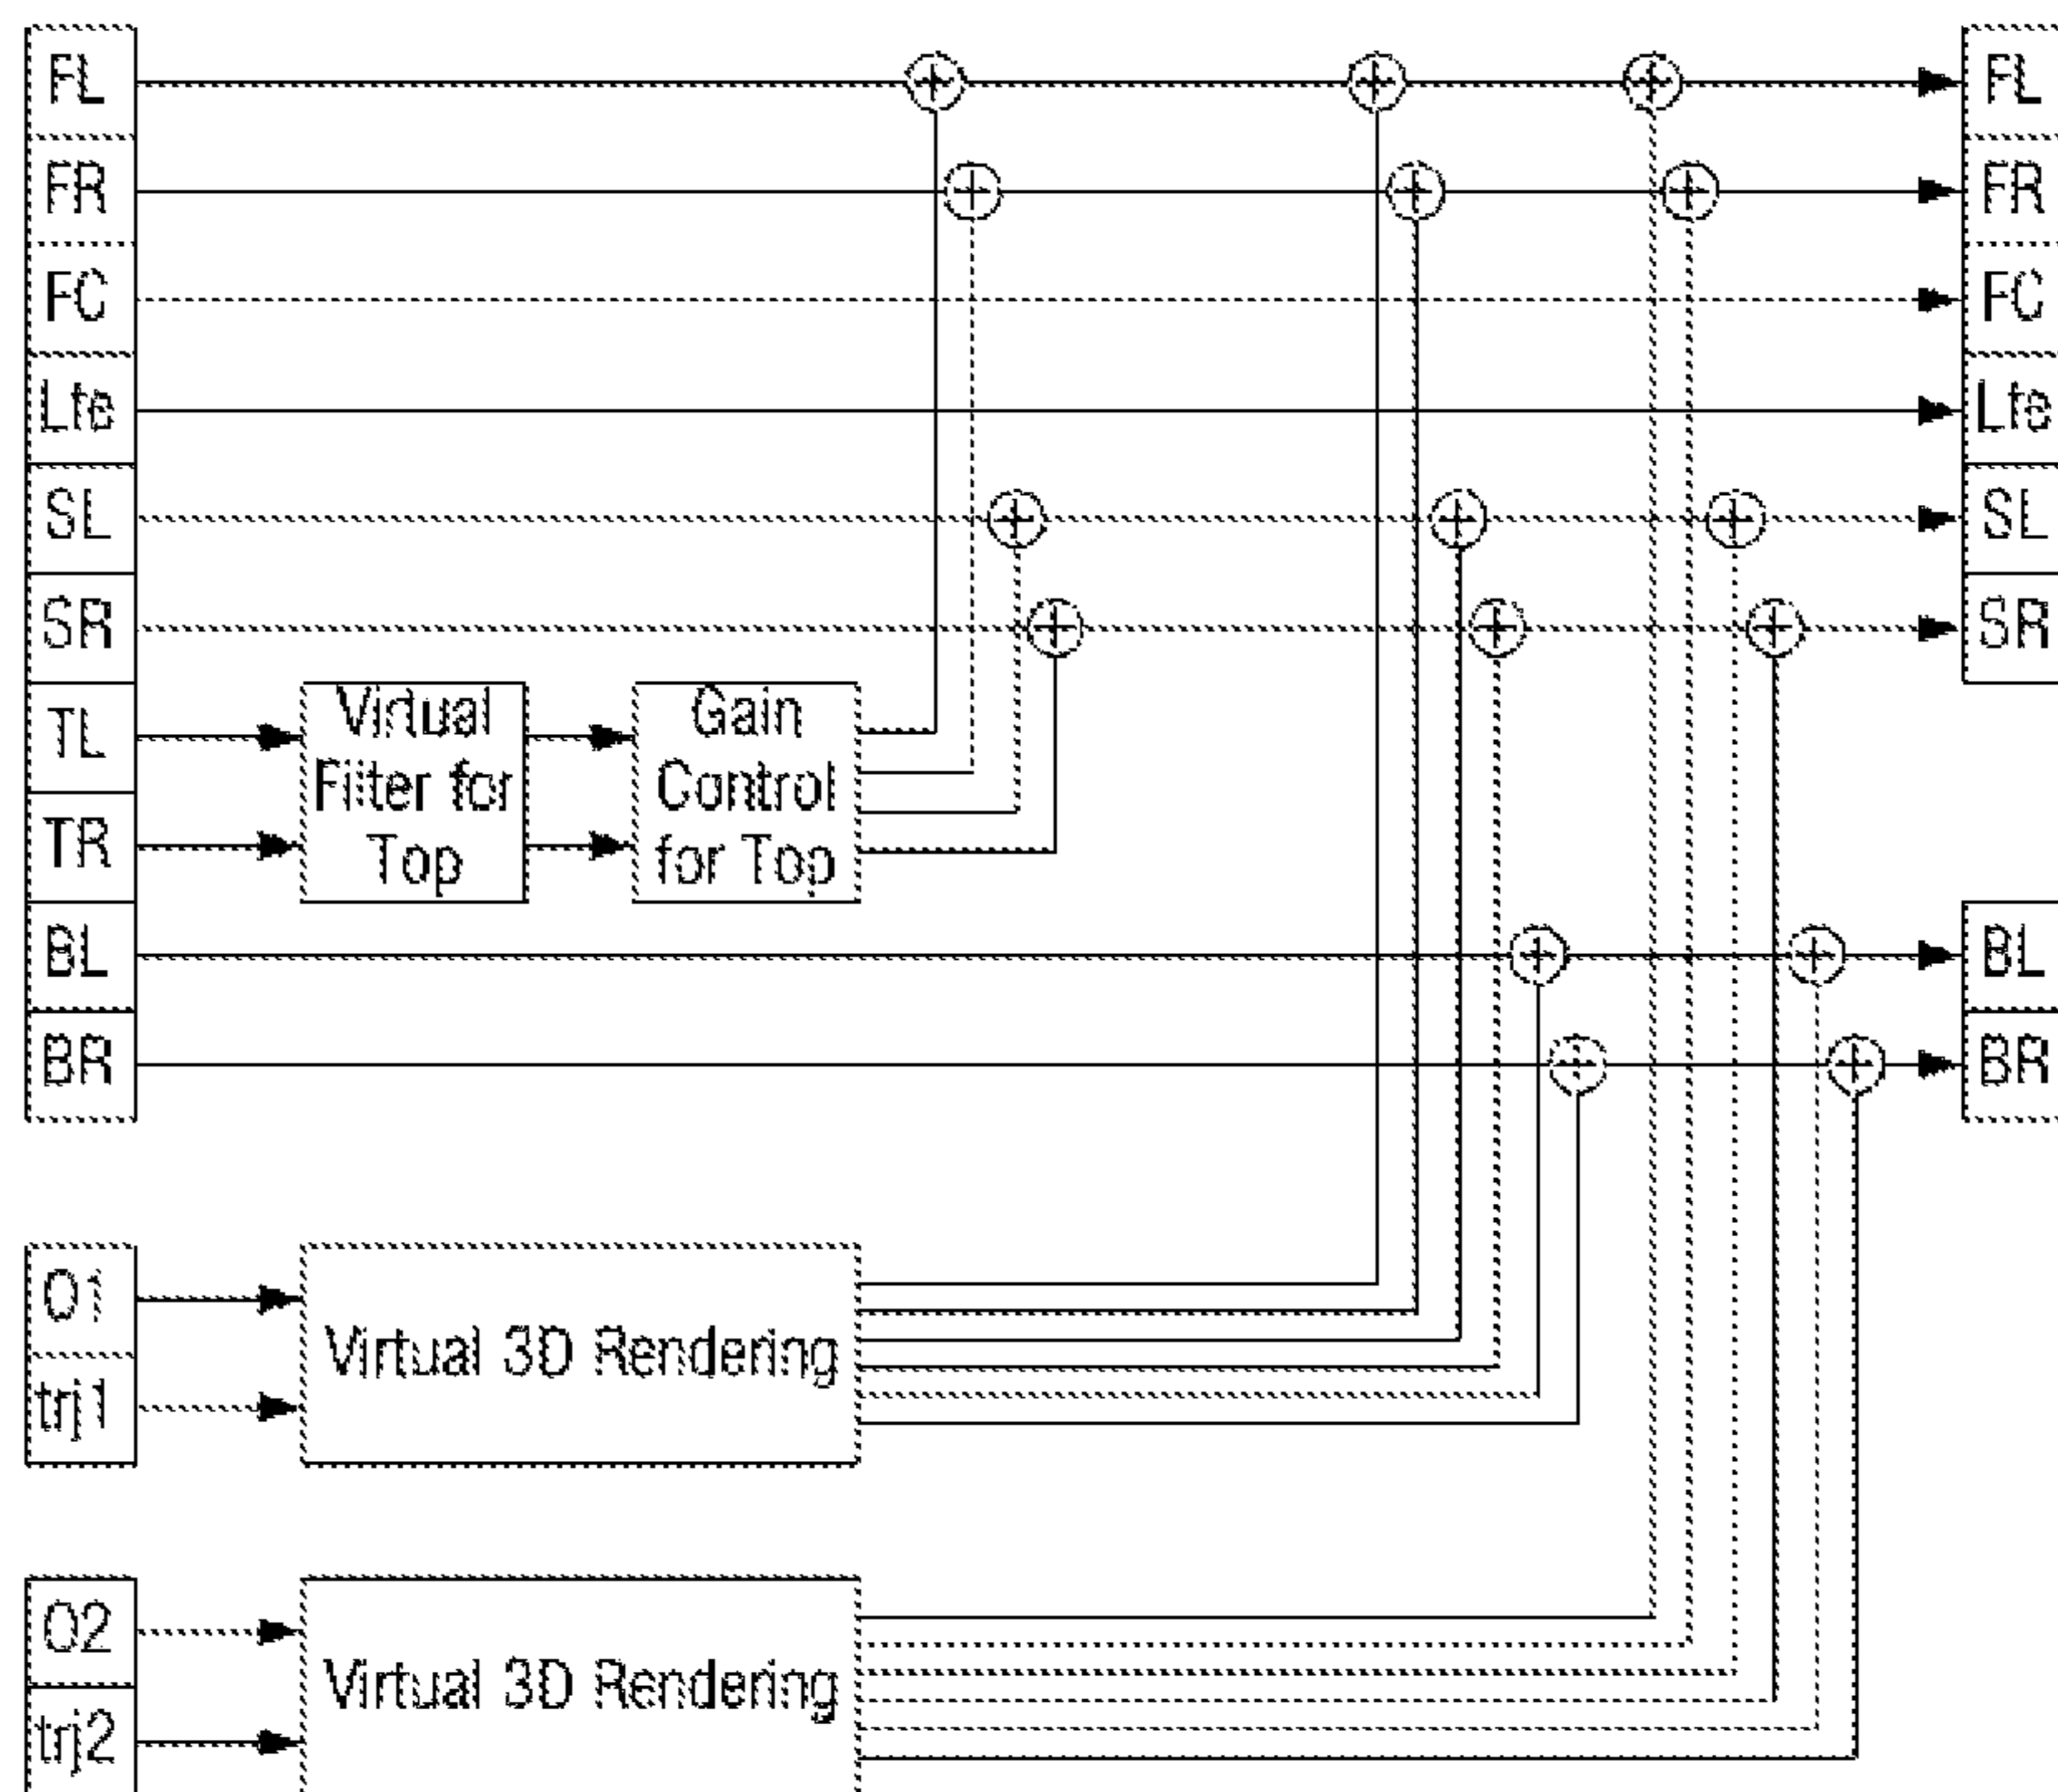 FL
FL
FR
FR
FC
FC
Lfe
Lfe
SL
SL
SR
SR
TL
TR
Virtual
Filter for
Top
Gain
Control
for Top
BL
BL
BR
BR
O1
trj1
Virtual 3D Rendering
O2
trj2
Virtual 3D Rendering